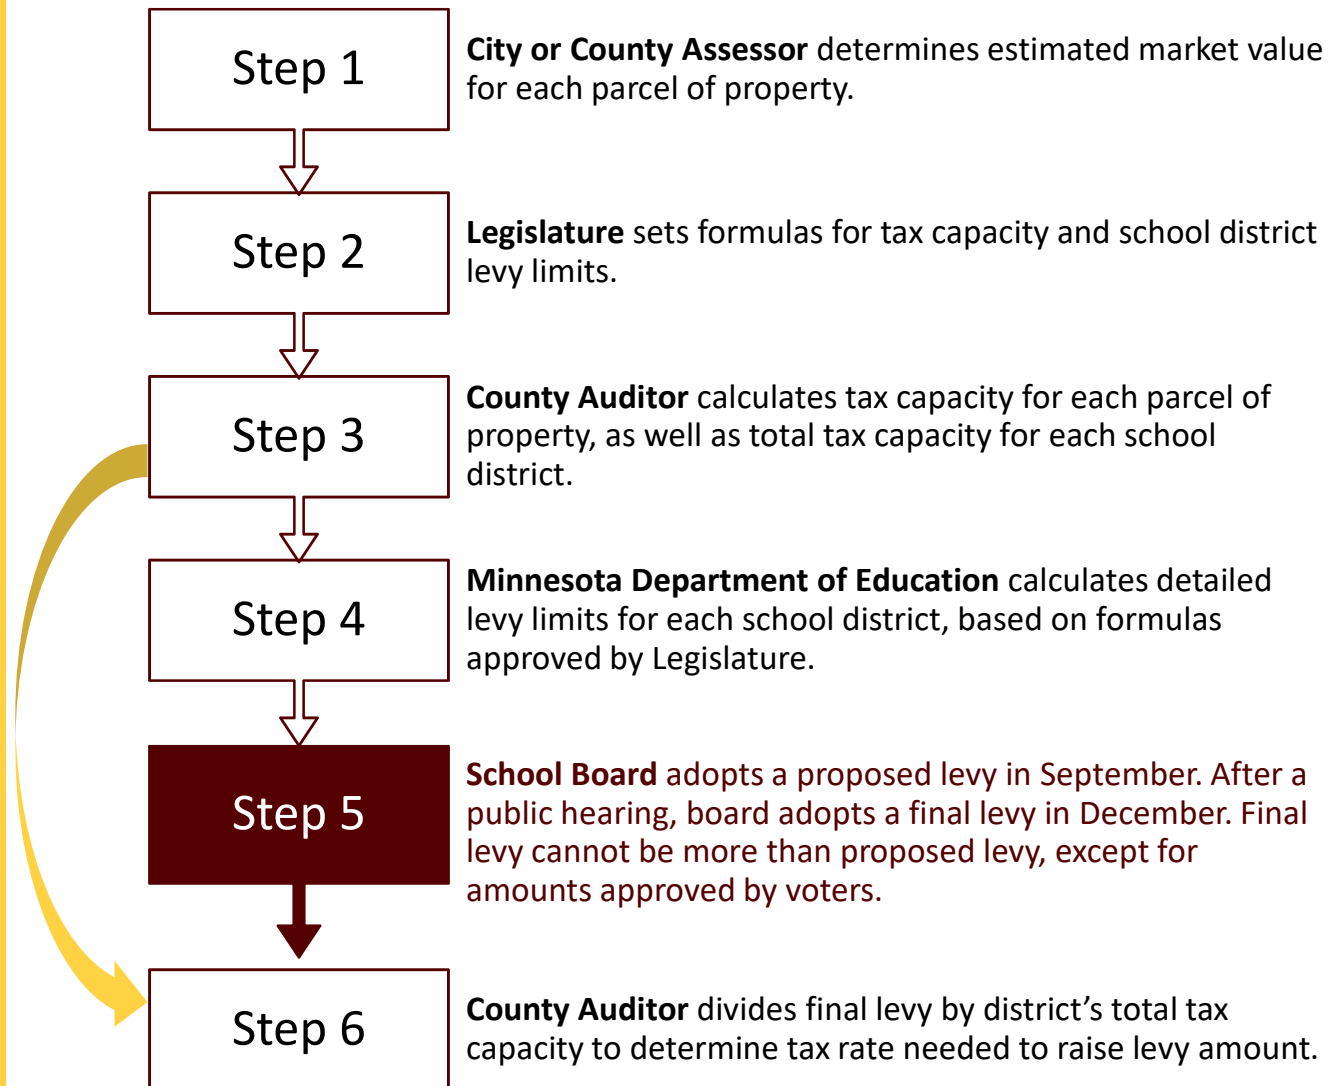 Step 1
City or County Assessor determines estimated market value
for each parcel of property.
Step 2
Legislature sets formulas for tax capacity and school district
levy limits.
Step 3
County Auditor calculates tax capacity for each parcel of
property, as well as total tax capacity for each school
district.
Step 4
Minnesota Department of Education calculates detailed
levy limits for each school district, based on formulas
approved by Legislature.
Step 5
School Board adopts a proposed levy in September. After a
public hearing, board adopts a final levy in December. Final
levy cannot be more than proposed levy, except for
amounts approved by voters.
Step 6
County Auditor divides final levy by district’s total tax
capacity to determine tax rate needed to raise levy amount.